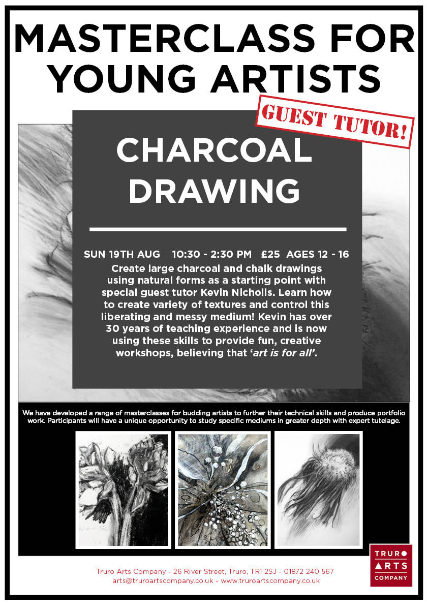 MASTERCLASS FOR
YOUNG ARTISTS
GUEST TUTOR!
CHARCOAL
DRAWING
SUN 19TH AUG 10:30 - 2:30 PM £25 AGES 12 - 16
Create large charcoal and chalk drawings
using natural forms as a starting point with
special guest tutor Kevin Nicholls. Learn how
to create variety of textures and control this
liberating and messy medium! Kevin has over
30 years of teaching experience and is now
using these skills to provide fun, creative
workshops, believing that 'art is for all'.
We have developed a range of masterclasses for budding artists to further their technical skills and produce portfolio
work. Participants will have a unique opportunity to study specific mediums in greater depth with expert tutelage.
TRURO
ARTS
COMPANY
Truro Arts Company - 26 River Street, Truro, TR1 2SJ - 01872 240 567
arts@truroartscompany.co.uk - www.truroartscompany.co.uk